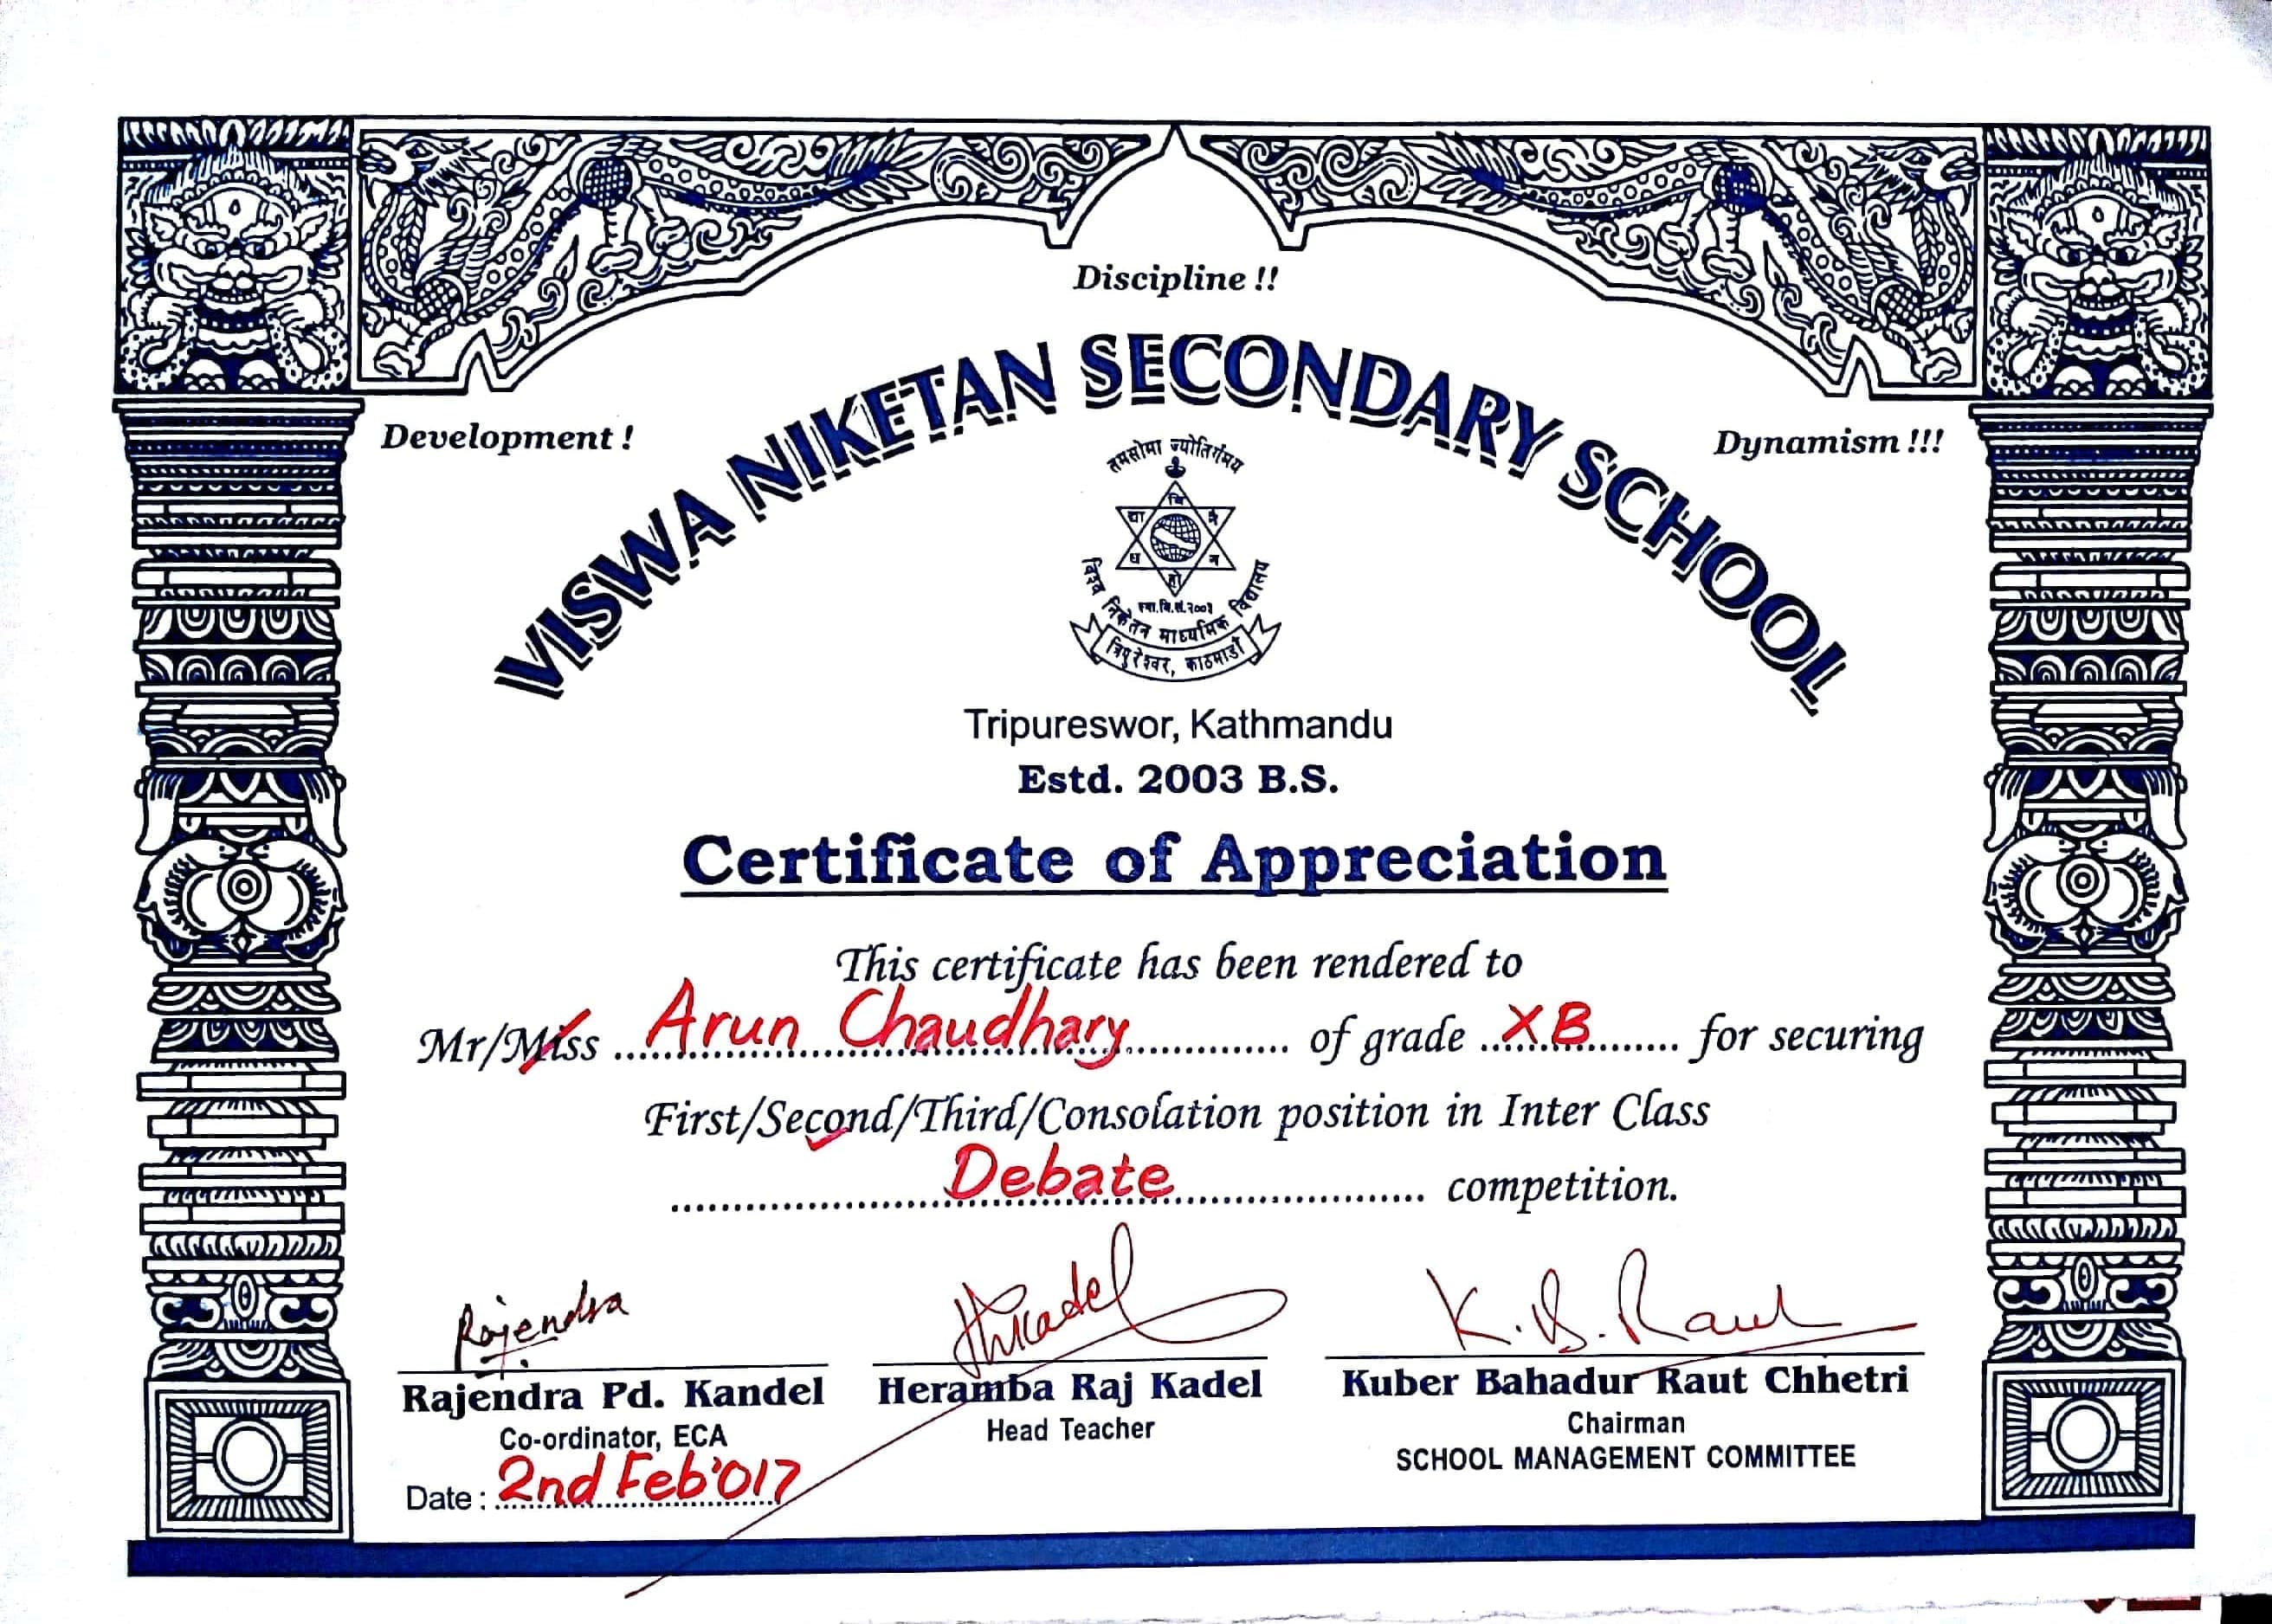 Discipline !!
Development !
Dynamism !!!
VISWA NIKETAN SECONDARY SCHOOL
तमसोमा ज्योतिर्गमय
वि
द्या नै
ध न
हो
स्था.वि.सं.२००३
विश्व निकेतन माध्यमिक विद्यालय
त्रिपुरेश्वर, काठमाडौं
Tripureswor, Kathmandu
Estd. 2003 B.S.
Certificate of Appreciation
This certificate has been rendered to
Mr/Miss Arun Chaudhary of grade XB for securing
First/Second/Third/Consolation position in Inter Class
Debate competition.
Rajendra HKadel K.B. Raut
Rajendra Pd. Kandel Heramba Raj Kadel Kuber Bahadur Raut Chhetri
Co-ordinator, ECA Head Teacher Chairman
SCHOOL MANAGEMENT COMMITTEE
Date : 2nd Feb'017